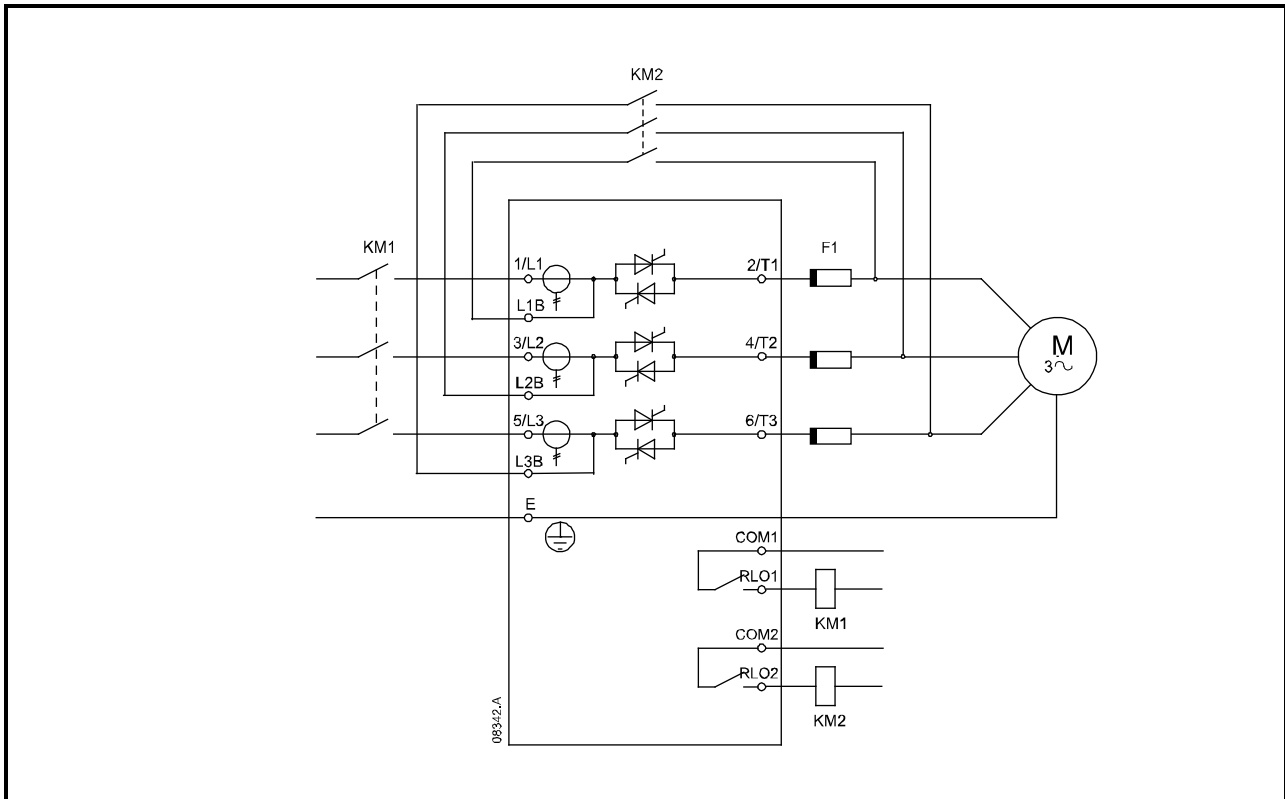 KM2
KM1
F1
1/L1
2/T1
L1B
3/L2
4/T2
M
3~
L2B
5/L3
6/T3
L3B
E
COM1
RLO1
KM1
COM2
RLO2
KM2
08342.A